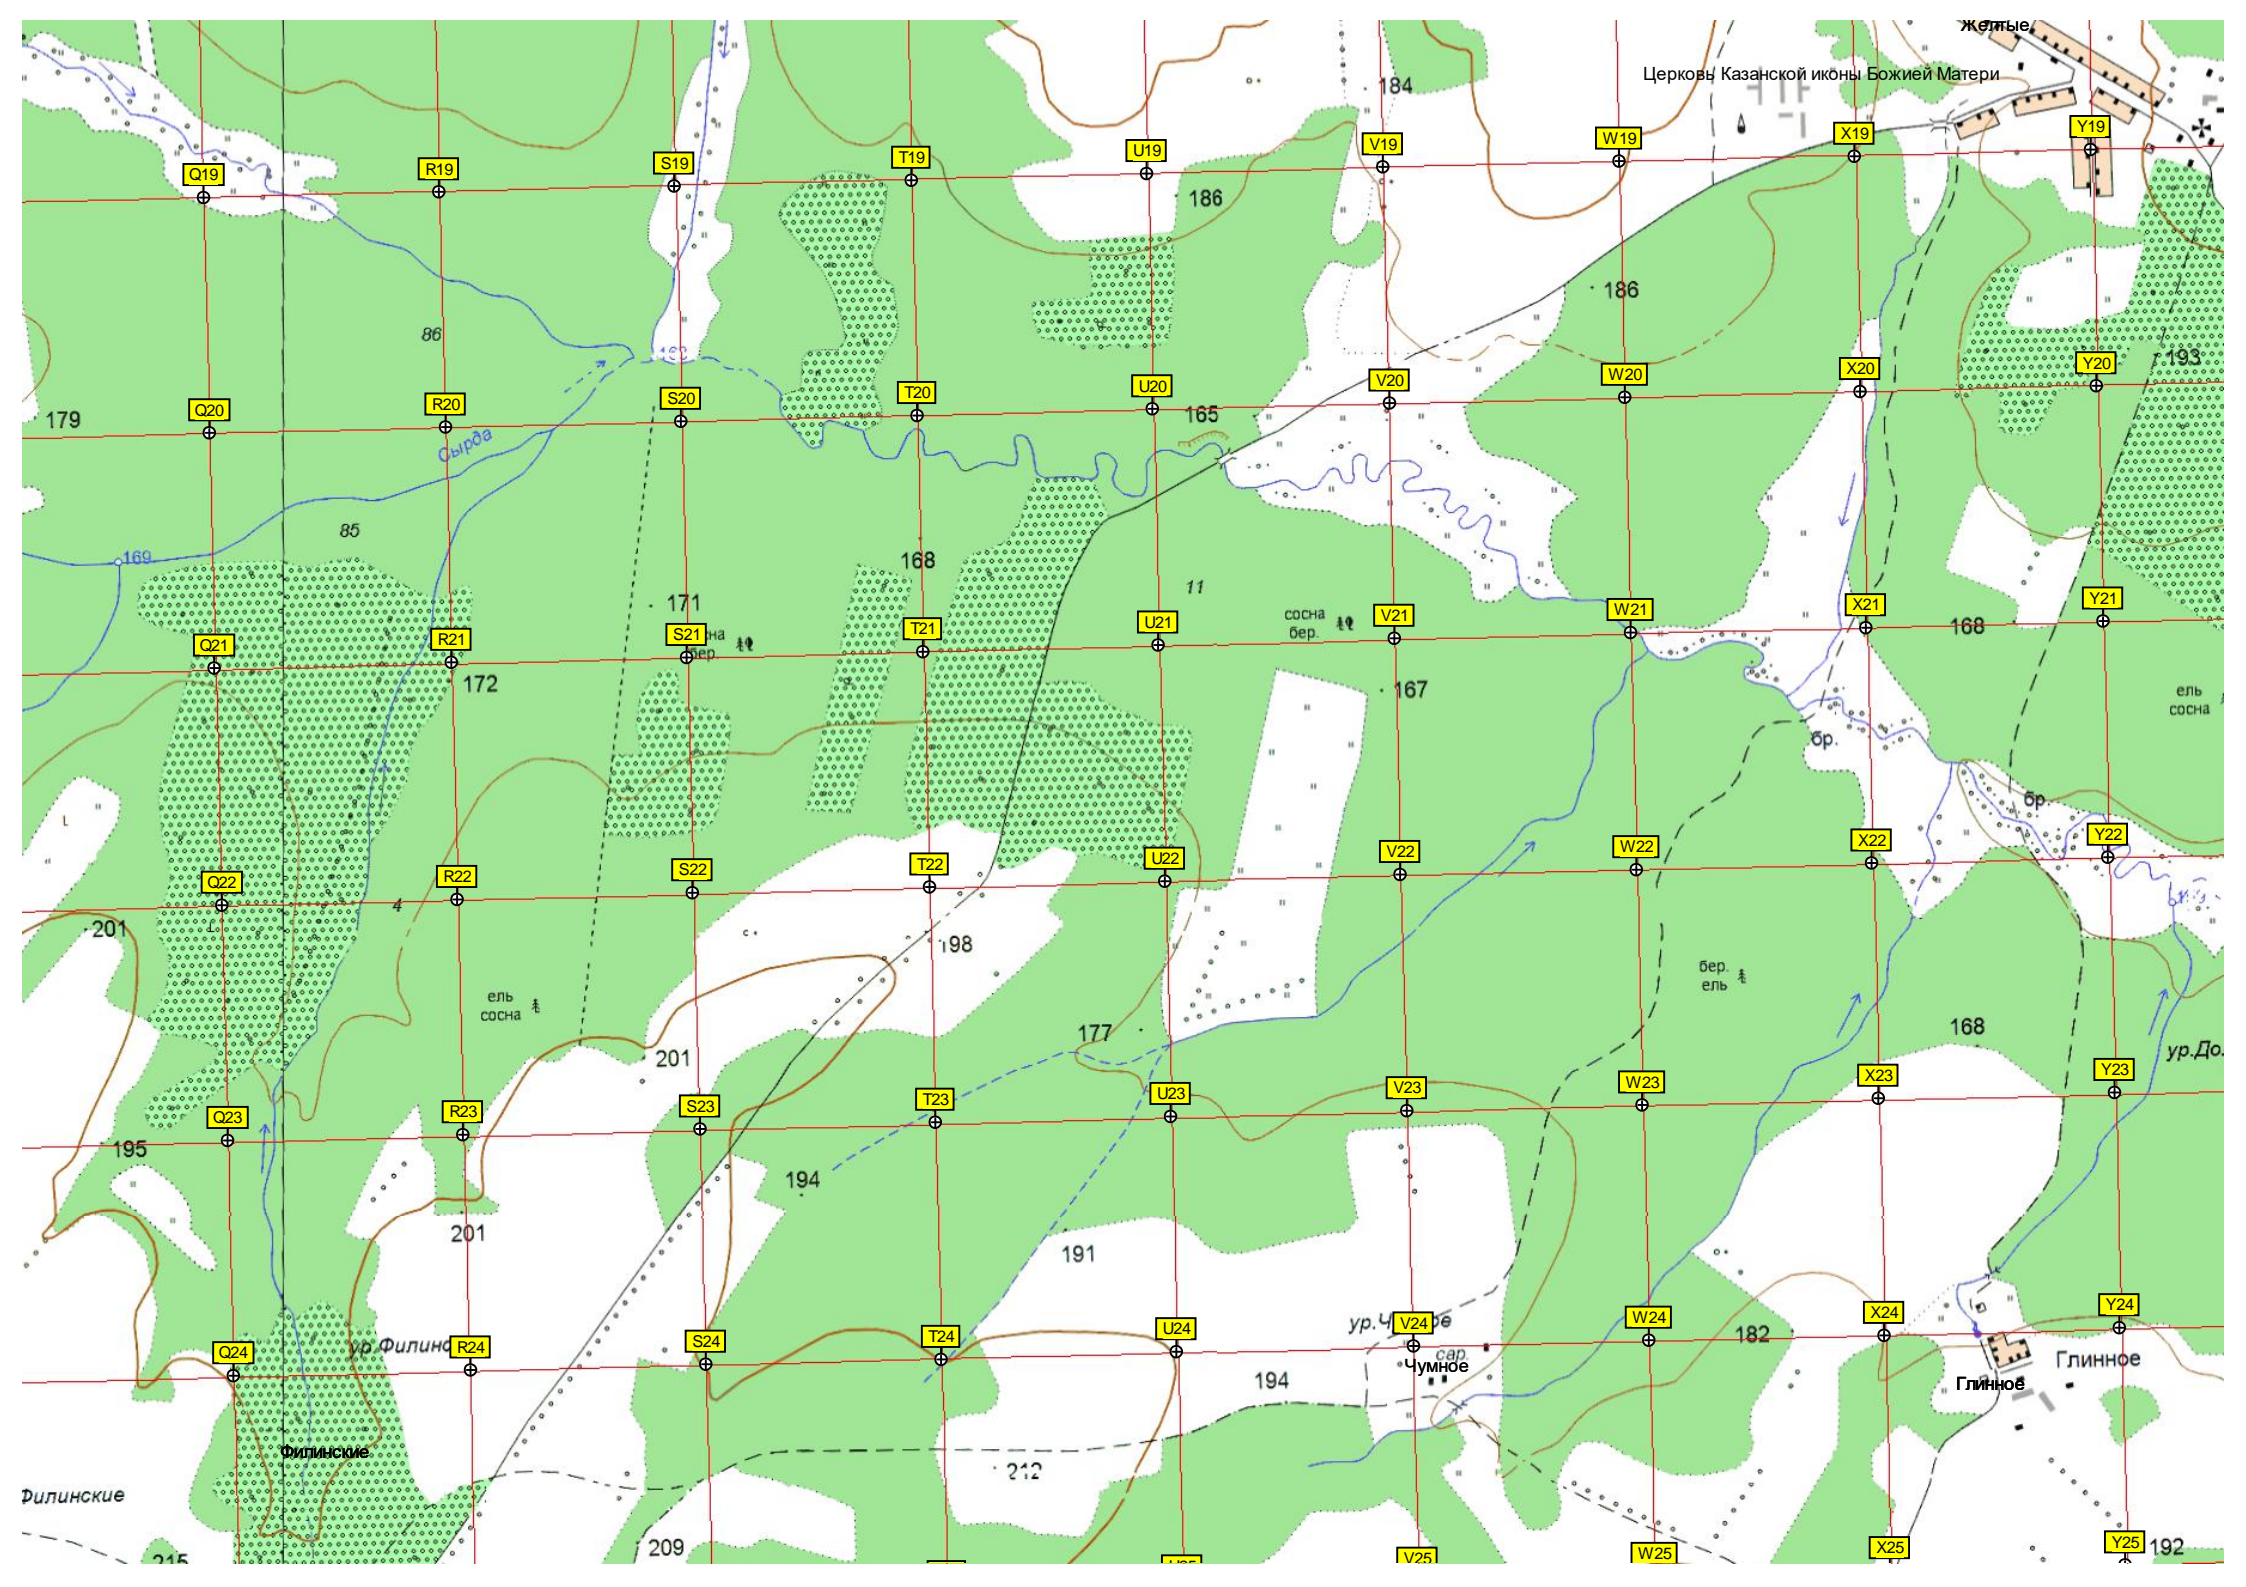 Желтые
Церковь Казанской иконы Божией Матери
184
Q19
R19
S19
T19
U19
V19
W19
X19
Y19
186
186
86
193
179
Q20
R20
S20
T20
U20
V20
W20
X20
Y20
165
Сырда
85
169
168
171
11
сосна
бер.
Q21
R21
S21
бер.
T21
U21
V21
W21
X21
Y21
168
172
167
ель
сосна
бр.
бр.
Q22
R22
S22
T22
U22
V22
W22
X22
Y22
4
201
198
ель
сосна
бер.
ель
177
168
201
ур.До
Q23
R23
S23
T23
U23
V23
W23
X23
Y23
195
194
201
191
182
Q24
R24
S24
T24
U24
V24
W24
X24
Y24
ур.Филинс
сар.
Чумное
194
Глинное
Глинное
Филинские
212
Филинские
209
215
V25
W25
X25
Y25
192